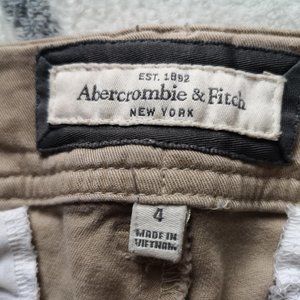 EST. 1892
Abercrombie & Fitch
NEW YORK
4
MADE IN
VIETNAM